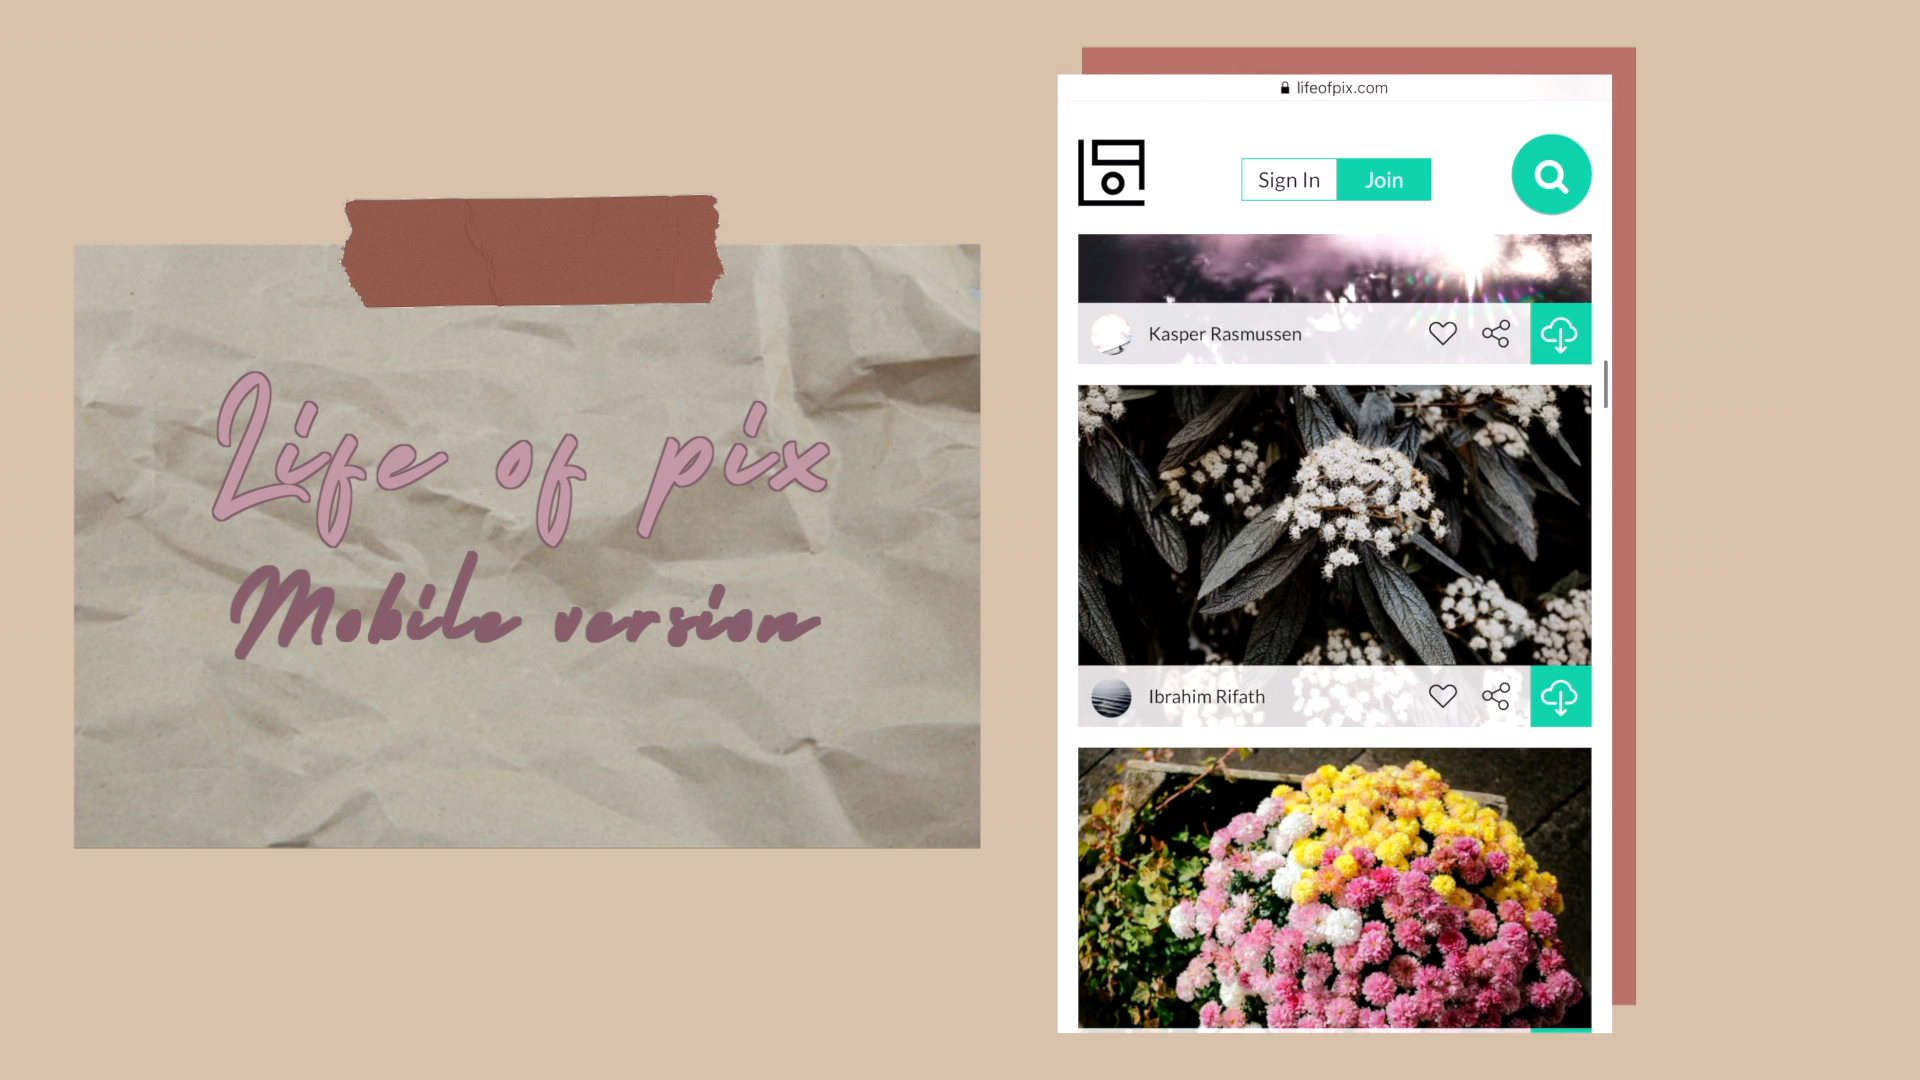 Life of pix
Mobile version
lifeofpix.com
Sign In
Join
Kasper Rasmussen
Ibrahim Rifath